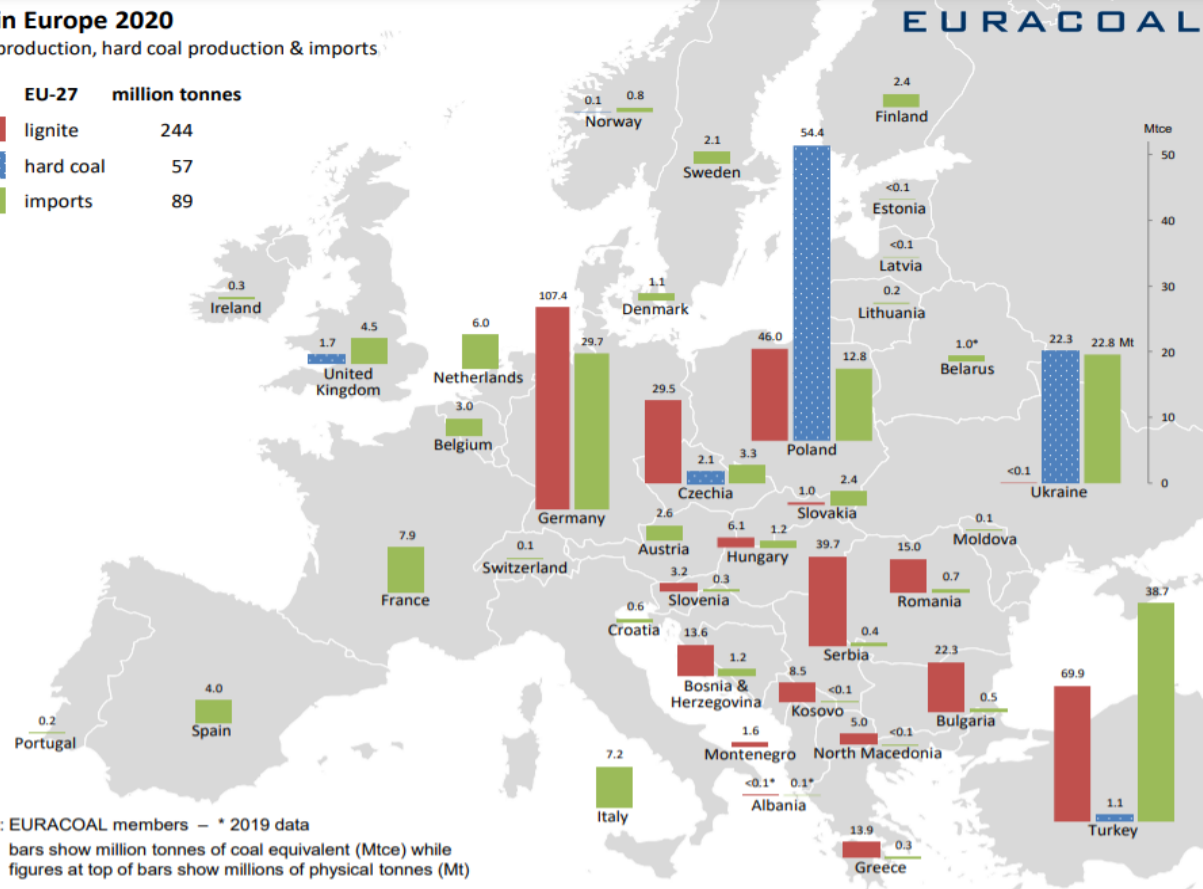 in Europe 2020
EURACOAL
production, hard coal production & imports
EU-27 million tonnes
lignite 244
hard coal 57
imports 89
0.1 0.8
Norway
2.4
Finland
2.1
Sweden
54.4
Mtce
50
40
30
20
10
0
<0.1
Estonia
<0.1
Latvia
0.2
Lithuania
0.3
Ireland
1.1
Denmark
1.7 4.5
United
Kingdom
6.0
Netherlands
3.0
Belgium
107.4 29.7
Germany
29.5 2.1 3.3
Czechia
46.0 12.8
Poland
1.0*
Belarus
<0.1 22.3 22.8 Mt
Ukraine
1.0 2.4
Slovakia
2.6
Austria
6.1 1.2
Hungary
0.1
Moldova
7.9
France
0.1
Switzerland
3.2 0.3
Slovenia
39.7 0.4
Serbia
15.0 0.7
Romania
0.6
Croatia
13.6 1.2
Bosnia &
Herzegovina
8.5 <0.1
Kosovo
22.3 0.5
Bulgaria
69.9 1.1 38.7
Turkey
4.0
Spain
0.2
Portugal
1.6
Montenegro
5.0 <0.1
North Macedonia
7.2
Italy
<0.1* 0.1*
Albania
13.9 0.3
Greece
: EURACOAL members – * 2019 data
bars show million tonnes of coal equivalent (Mtce) while
figures at top of bars show millions of physical tonnes (Mt)